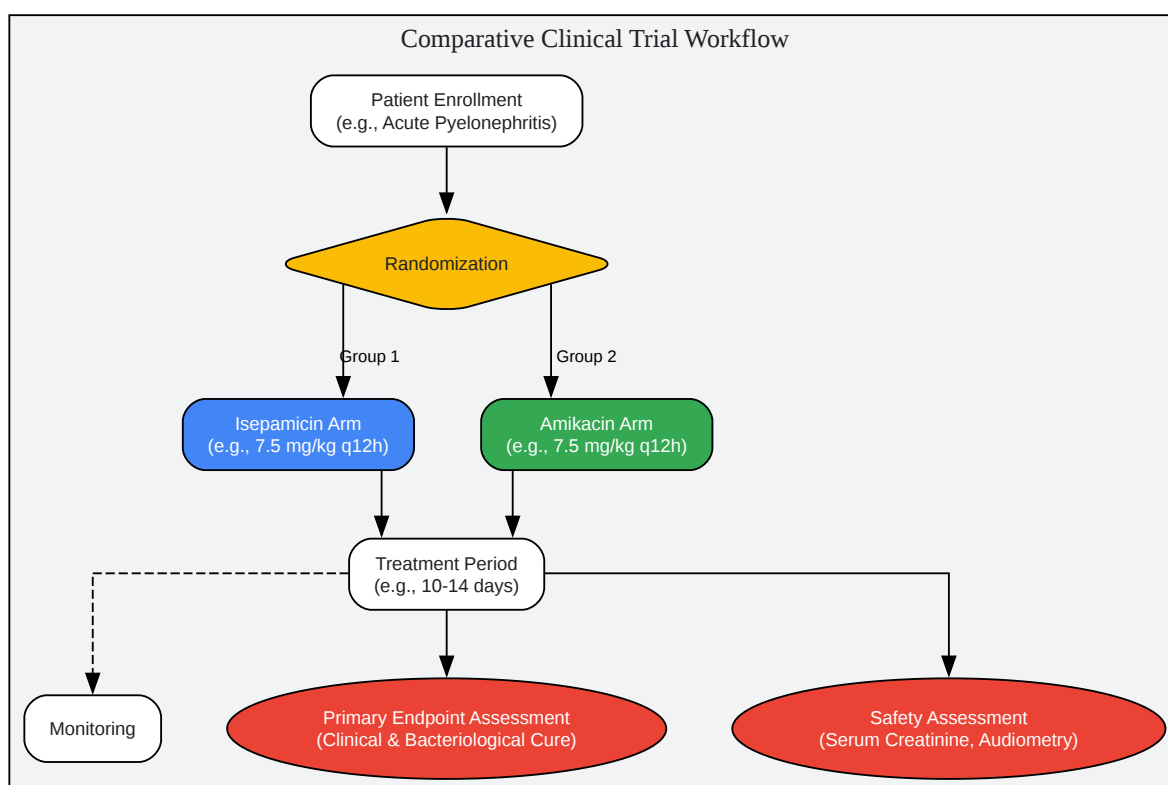 Comparative Clinical Trial Workflow
Patient Enrollment
(e.g., Acute Pyelonephritis)
Randomization
Group 1
Group 2
Isepamicin Arm
(e.g., 7.5 mg/kg q12h)
Amikacin Arm
(e.g., 7.5 mg/kg q12h)
Treatment Period
(e.g., 10-14 days)
Monitoring
Primary Endpoint Assessment
(Clinical & Bacteriological Cure)
Safety Assessment
(Serum Creatinine, Audiometry)